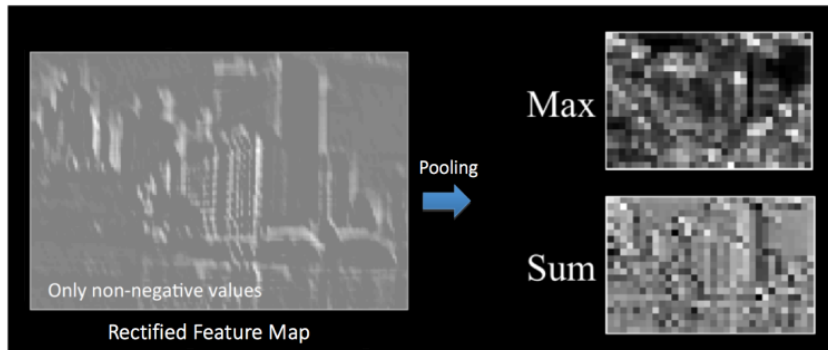 Max
Pooling
Sum
Only non-negative values
Rectified Feature Map